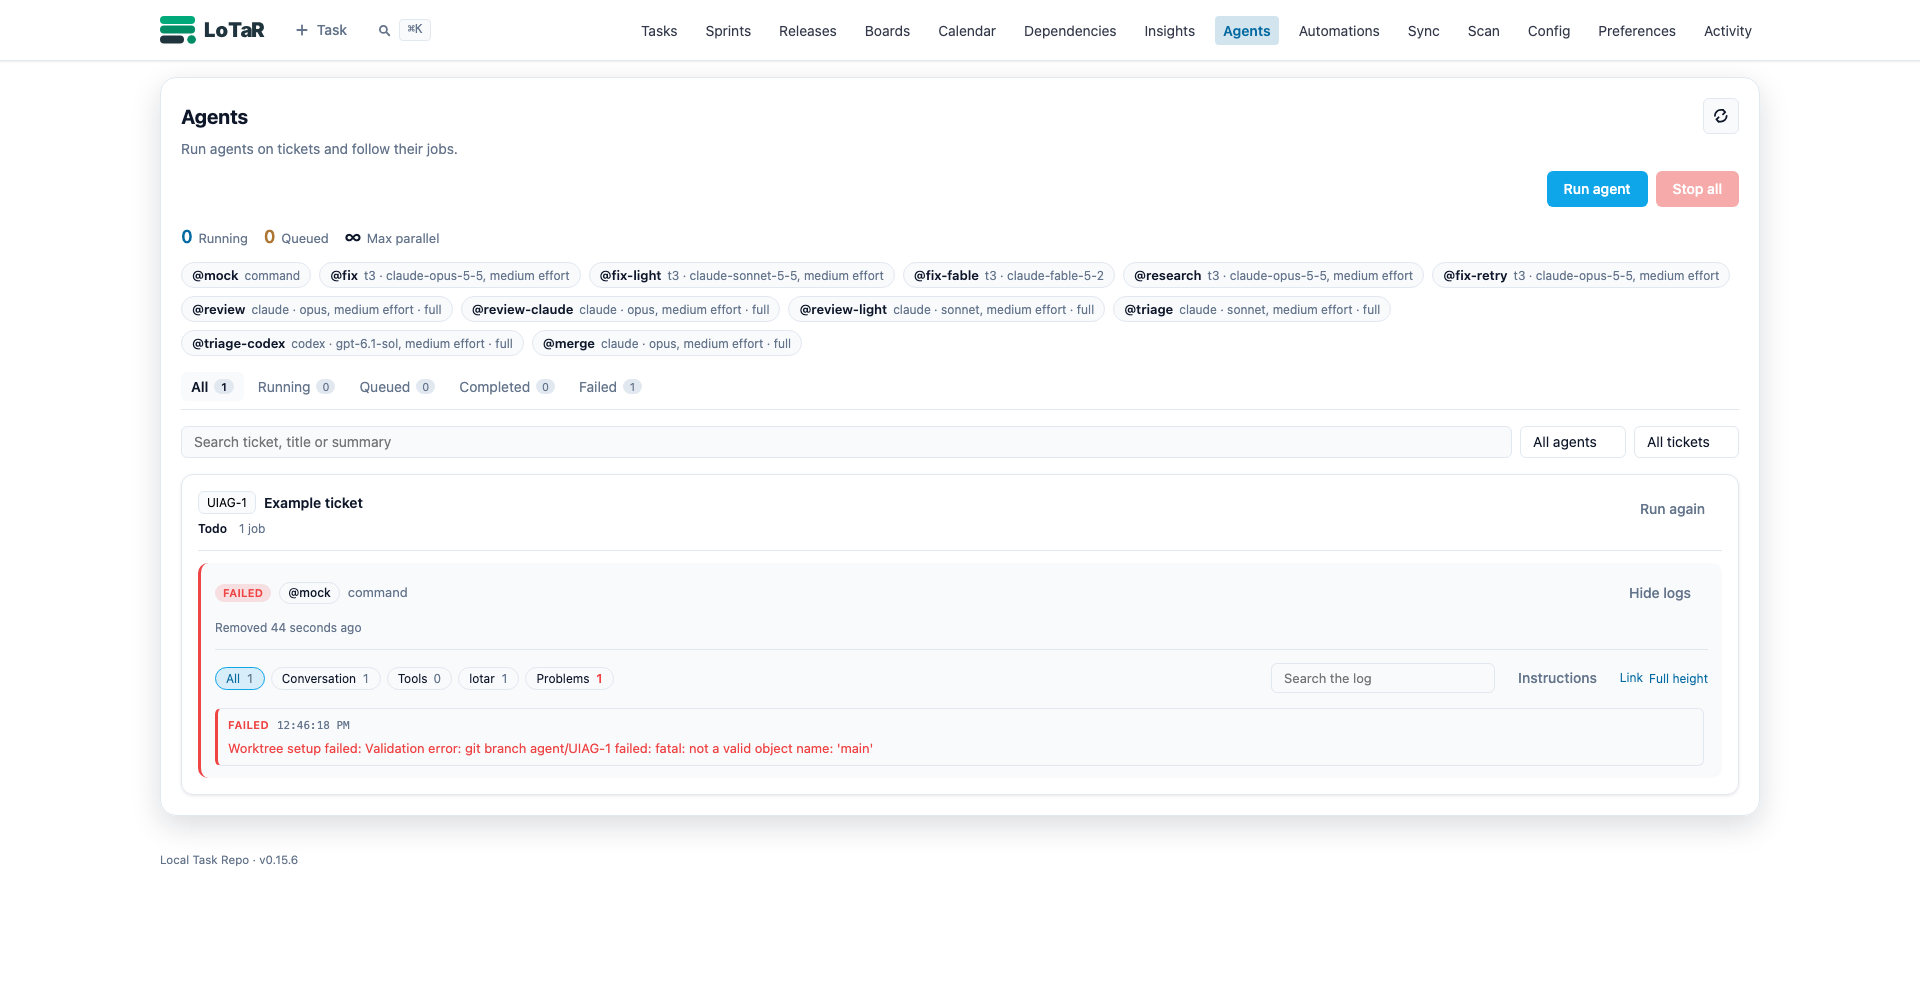 LoTaR + Task ⌘K Tasks Sprints Releases Boards Calendar Dependencies Insights Agents Automations Sync Scan Config Preferences Activity
Agents
Run agents on tickets and follow their jobs.
Run agent Stop all
0 Running 0 Queued ∞ Max parallel
@mock command @fix t3 · claude-opus-5-5, medium effort @fix-light t3 · claude-sonnet-5-5, medium effort @fix-fable t3 · claude-fable-5-2 @research t3 · claude-opus-5-5, medium effort @fix-retry t3 · claude-opus-5-5, medium effort
@review claude · opus, medium effort · full @review-claude claude · opus, medium effort · full @review-light claude · sonnet, medium effort · full @triage claude · sonnet, medium effort · full
@triage-codex codex · gpt-6.1-sol, medium effort · full @merge claude · opus, medium effort · full
All 1 Running 0 Queued 0 Completed 0 Failed 1
Search ticket, title or summary All agents All tickets
UIAG-1 Example ticket
Run again
Todo 1 job
FAILED @mock command Hide logs
Removed 44 seconds ago
All 1 Conversation 1 Tools 0 lotar 1 Problems 1 Search the log Instructions Link Full height
FAILED 12:46:18 PM
Worktree setup failed: Validation error: git branch agent/UIAG-1 failed: fatal: not a valid object name: 'main'
Local Task Repo · v0.15.6